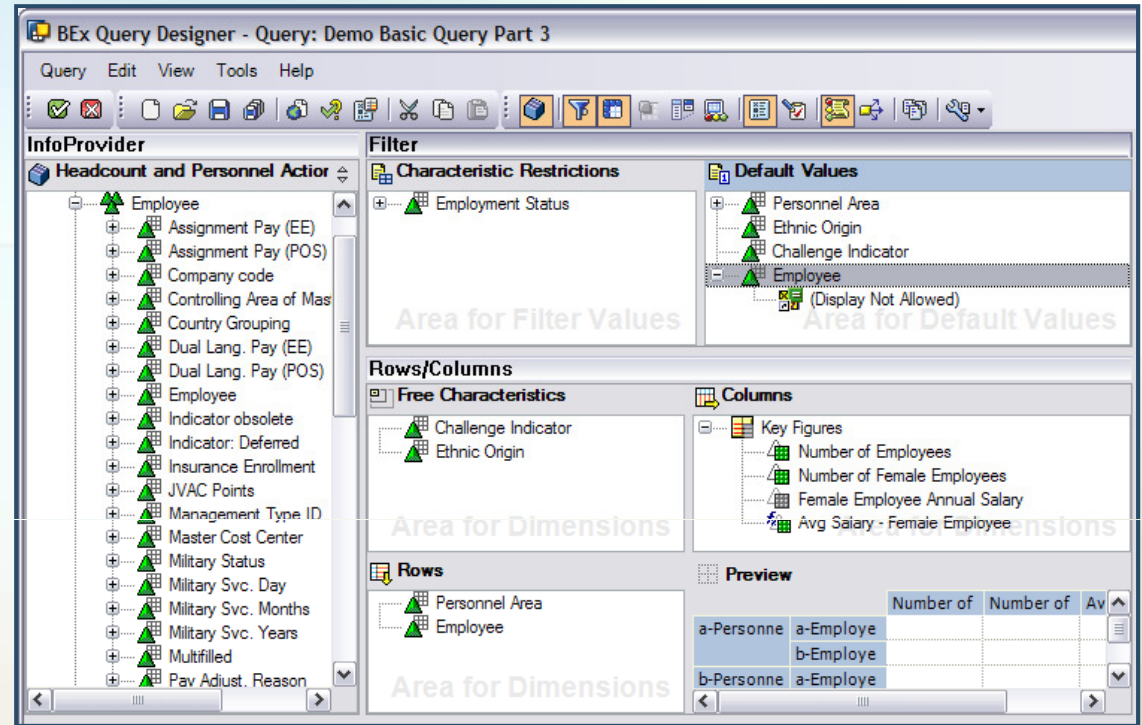 BEx Query Designer - Query: Demo Basic Query Part 3
Query Edit View Tools Help
InfoProvider
Headcount and Personnel Action
Employee
Assignment Pay (EE)
Assignment Pay (POS)
Company code
Controlling Area of Mas
Country Grouping
Dual Lang. Pay (EE)
Dual Lang. Pay (POS)
Employee
Indicator obsolete
Indicator: Deferred
Insurance Enrollment
JVAC Points
Management Type ID
Master Cost Center
Military Status
Military Svc. Day
Military Svc. Months
Military Svc. Years
Multifilled
Pay Adjust. Reason
Filter
Characteristic Restrictions
Employment Status
Area for Filter Values
Default Values
Personnel Area
Ethnic Origin
Challenge Indicator
Employee
(Display Not Allowed)
Area for Default Values
Rows/Columns
Free Characteristics
Challenge Indicator
Ethnic Origin
Area for Dimensions
Columns
Key Figures
Number of Employees
Number of Female Employees
Female Employee Annual Salary
Avg Salary - Female Employee
Area for Dimensions
Rows
Personnel Area
Employee
Area for Dimensions
Preview
Number of Number of Av
a-Personne a-Employe
b-Employe
b-Personne a-Employe